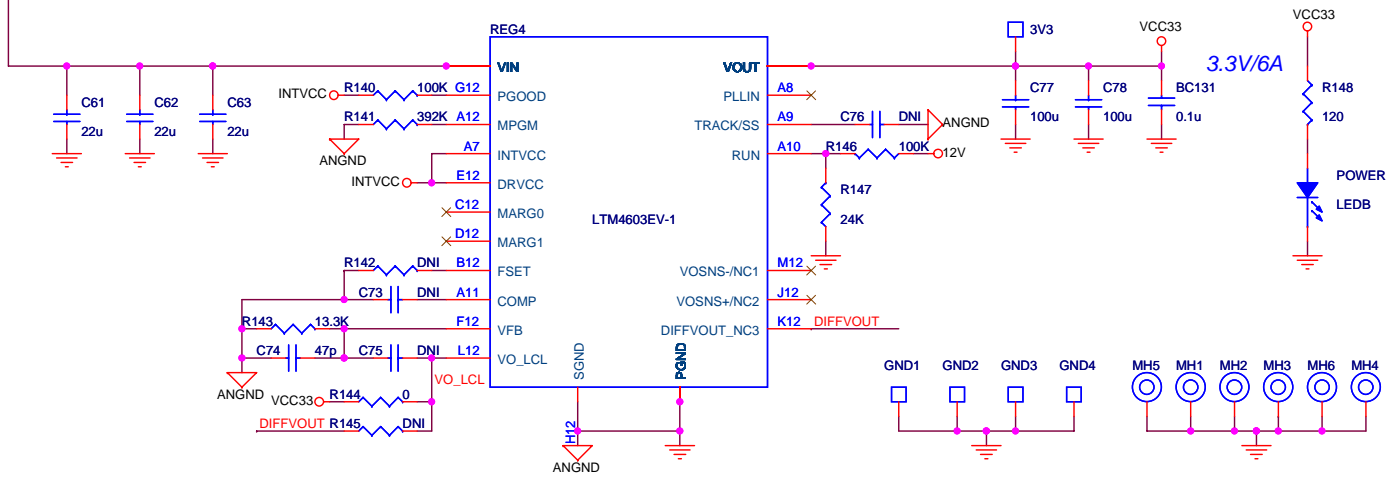 REG4
3V3
VCC33
VCC33
3.3V/6A
VIN
VOUT
C61
22u
C62
22u
C63
22u
INTVCC
R140
100K
G12
PGOOD
PLLIN
A8
C77
100u
C78
100u
BC131
0.1u
R148
120
R141
392K
A12
MPGM
TRACK/SS
A9
C76
DNI
ANGND
ANGND
A7
INTVCC
RUN
A10
R146
100K
12V
INTVCC
E12
DRVCC
R147
24K
POWER
LEDB
C12
MARG0
LTM4603EV-1
D12
MARG1
R142
DNI
B12
FSET
VOSNS-/NC1
M12
C73
DNI
A11
COMP
VOSNS+/NC2
J12
R143
13.3K
F12
VFB
DIFFVOUT_NC3
K12
DIFFVOUT
C74
47p
C75
DNI
L12
VO_LCL
SGND
PGND
ANGND
VO_LCL
GND1
GND2
GND3
GND4
MH5
MH1
MH2
MH3
MH6
MH4
VCC33
R144
0
DIFFVOUT
R145
DNI
H12
ANGND